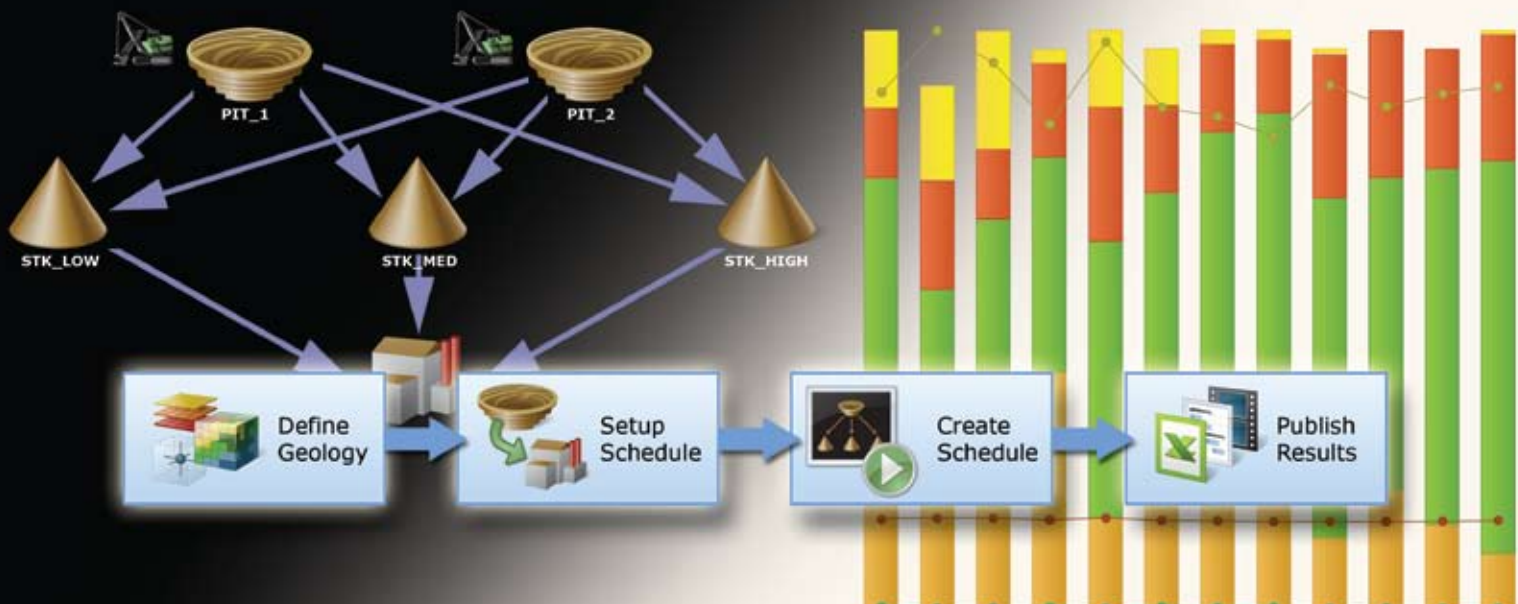 PIT_1
PIT_2
STK_LOW
STK_MED
STK_HIGH
Define
Geology
Setup
Schedule
Create
Schedule
Publish
Results